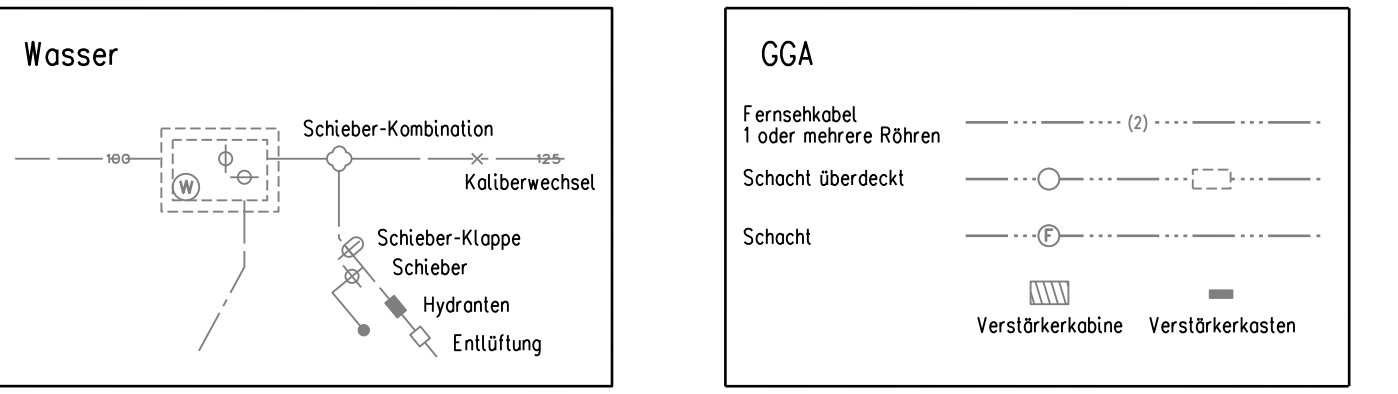 Wasser
Schieber-Kombination
100
125
Kaliberwechsel
W
Schieber-Klappe
Schieber
Hydranten
Entlüftung
GGA
Fernsehkabel
1 oder mehrere Röhren
(2)
Schacht überdeckt
Schacht
F
Verstärkerkabine
Verstärkerkasten